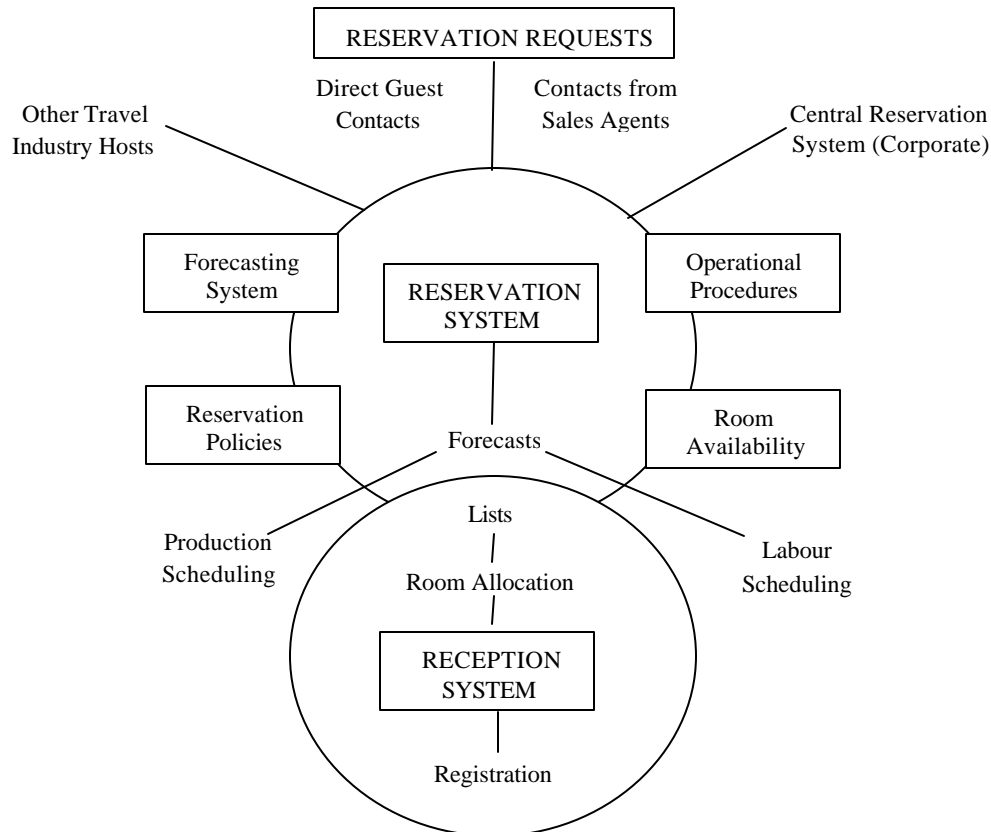 RESERVATION REQUESTS
Direct Guest
Contacts
Contacts from
Sales Agents
Other Travel
Industry Hosts
Central Reservation
System (Corporate)
Forecasting
System
RESERVATION
SYSTEM
Operational
Procedures
Reservation
Policies
Room
Availability
Forecasts
Lists
Production
Scheduling
Labour
Scheduling
Room Allocation
RECEPTION
SYSTEM
Registration